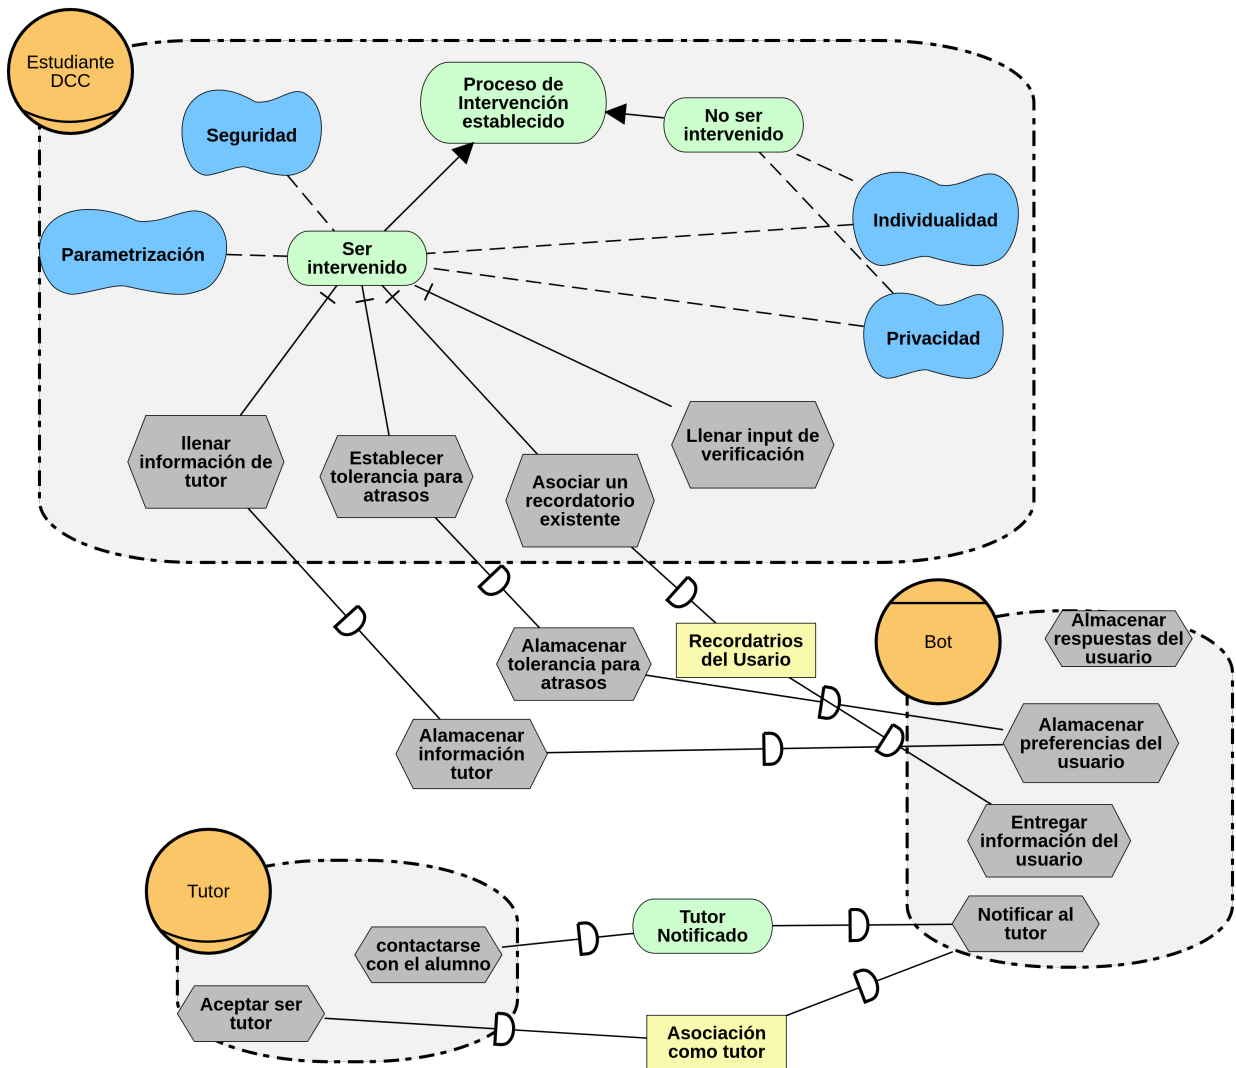 Estudiante
DCC
Proceso de
Intervención
establecido
No ser
intervenido
Seguridad
Individualidad
Parametrización
Ser
intervenido
Privacidad
llenar
información de
tutor
Establecer
tolerancia para
atrasos
Asociar un
recordatorio
existente
Llenar input de
verificación
Bot
Almacenar
respuestas del
usuario
Alamacenar
tolerancia para
atrasos
Recordatrios
del Usario
Alamacenar
información
tutor
Alamacenar
preferencias del
usuario
Entregar
información del
usuario
Tutor
contactarse
con el alumno
Tutor
Notificado
Notificar al
tutor
Aceptar ser
tutor
Asociación
como tutor